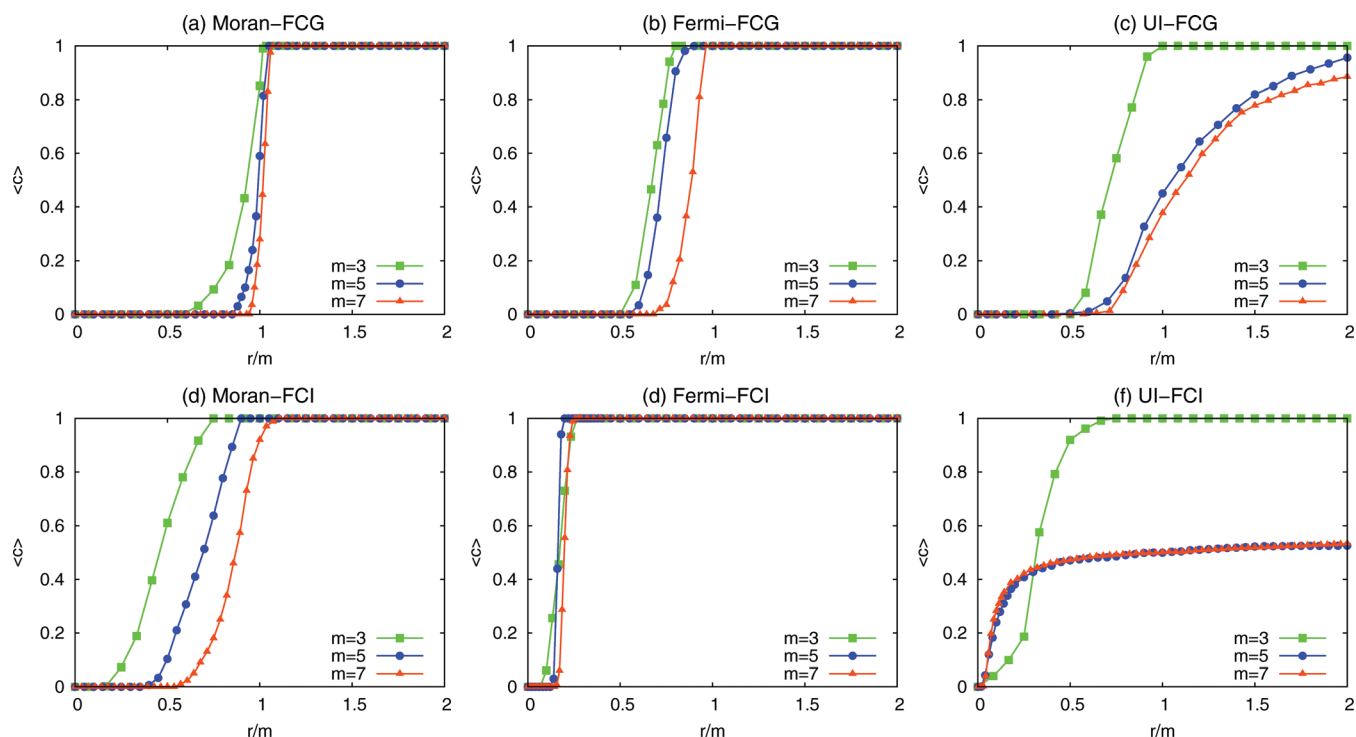 (a) Moran-FCG
1
0.8
0.6
0.4
0.2
0
<c>
m=3
m=5
m=7
0 0.5 1 1.5 2
r/m
(b) Fermi-FCG
1
0.8
0.6
0.4
0.2
0
<c>
m=3
m=5
m=7
0 0.5 1 1.5 2
r/m
(c) UI-FCG
1
0.8
0.6
0.4
0.2
0
<c>
m=3
m=5
m=7
0 0.5 1 1.5 2
r/m
(d) Moran-FCI
1
0.8
0.6
0.4
0.2
0
<c>
m=3
m=5
m=7
0 0.5 1 1.5 2
r/m
(d) Fermi-FCI
1
0.8
0.6
0.4
0.2
0
<c>
m=3
m=5
m=7
0 0.5 1 1.5 2
r/m
(f) UI-FCI
1
0.8
0.6
0.4
0.2
0
<c>
m=3
m=5
m=7
0 0.5 1 1.5 2
r/m